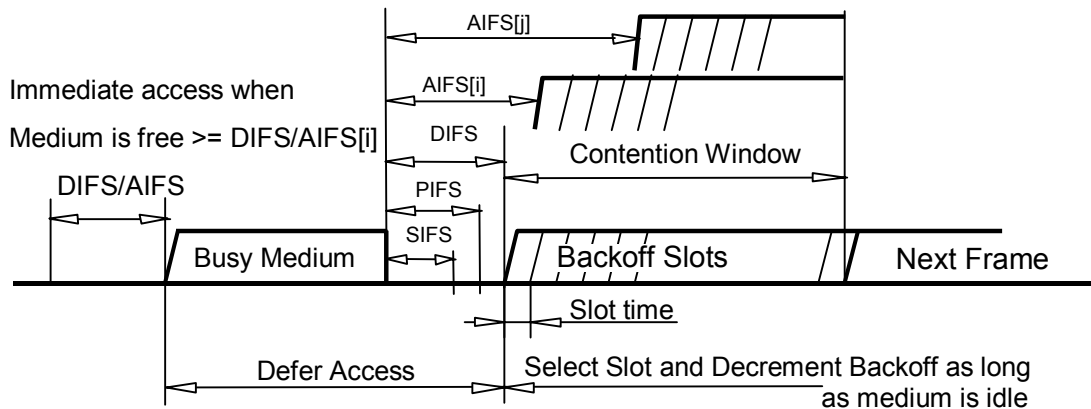 AIFS[j]
AIFS[i]
Immediate access when
Medium is free >= DIFS/AIFS[i]
DIFS
Contention Window
DIFS/AIFS
PIFS
SIFS
Busy Medium
Backoff Slots
Next Frame
Slot time
Defer Access
Select Slot and Decrement Backoff as long
as medium is idle